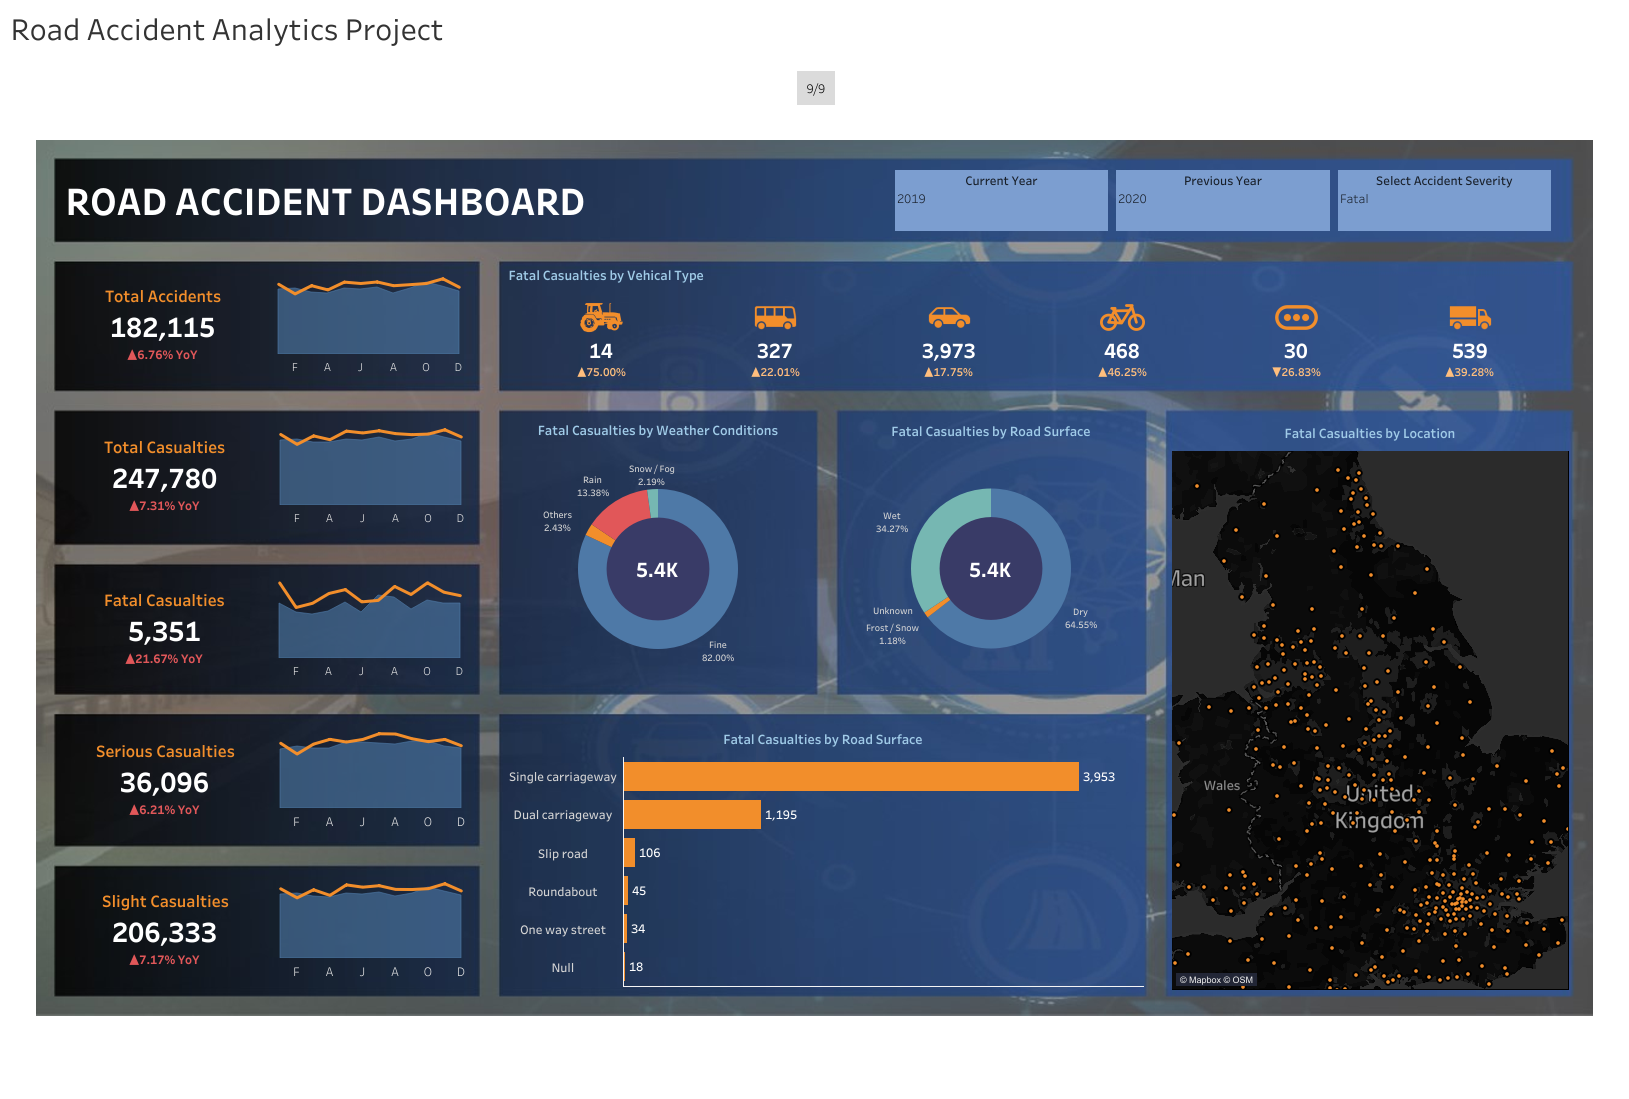 Road Accident Analytics Project
9/9
ROAD ACCIDENT DASHBOARD
Current Year
2019
Previous Year
2020
Select Accident Severity
Fatal
Total Accidents
182,115
▲6.76% YoY
F A J A O D
Fatal Casualties by Vehical Type
14
▲75.00%
327
▲22.01%
3,973
▲17.75%
468
▲46.25%
30
▼26.83%
539
▲39.28%
Total Casualties
247,780
▲7.31% YoY
F A J A O D
Fatal Casualties
5,351
▲21.67% YoY
F A J A O D
Serious Casualties
36,096
▲6.21% YoY
F A J A O D
Slight Casualties
206,333
▲7.17% YoY
F A J A O D
Fatal Casualties by Weather Conditions
Snow / Fog
2.19%
Rain
13.38%
Others
2.43%
5.4K
Fine
82.00%
Fatal Casualties by Road Surface
Wet
34.27%
5.4K
Unknown
Frost / Snow
1.18%
Dry
64.55%
Fatal Casualties by Road Surface
Single carriageway 3,953
Dual carriageway 1,195
Slip road 106
Roundabout 45
One way street 34
Null 18
Fatal Casualties by Location
Man
Wales
United
Kingdom
© Mapbox © OSM